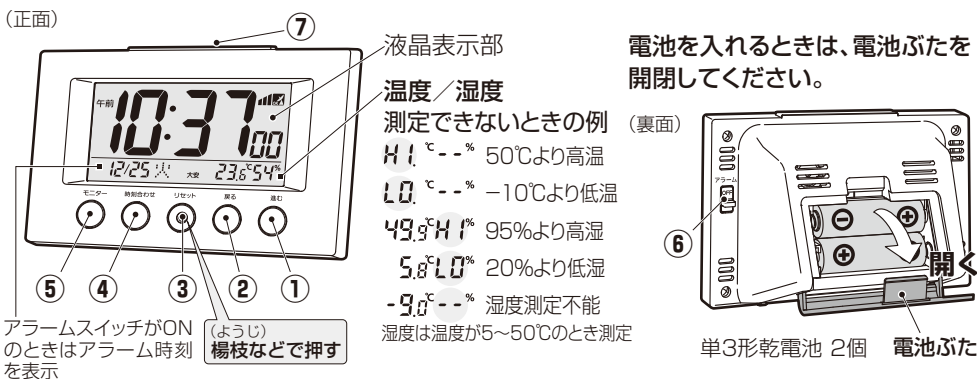 (正面)
⑦
液晶表示部
午前
10:37 00
12/25 火 大安 23.6℃54%
モニター 時刻合わせ リセット 戻る 進む
⑤ ④ ③ ② ①
アラームスイッチがON
のときはアラーム時刻
を表示
(ようじ)
楊枝などで押す
温度/湿度
測定できないときの例
HI. ℃--% 50℃より高温
LO. ℃--% −10℃より低温
49.9℃HI% 95%より高湿
5.8℃LO% 20%より低湿
-9.0℃--% 湿度測定不能
湿度は温度が5~50℃のとき測定
電池を入れるときは、電池ぶたを
開閉してください。
(裏面)
アラーム
OFF
⑥
⊖ ⊕
⊕
開く
単3形乾電池 2個 電池ぶた